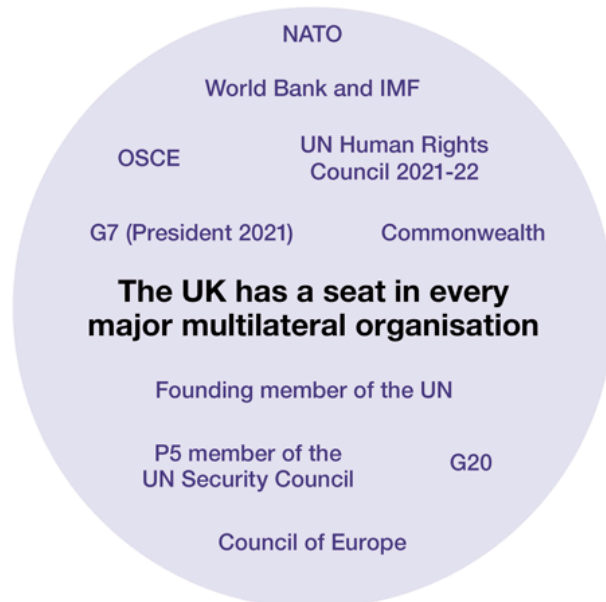 NATO
World Bank and IMF
OSCE
UN Human Rights
Council 2021-22
G7 (President 2021)
Commonwealth
The UK has a seat in every
major multilateral organisation
Founding member of the UN
P5 member of the
UN Security Council
G20
Council of Europe